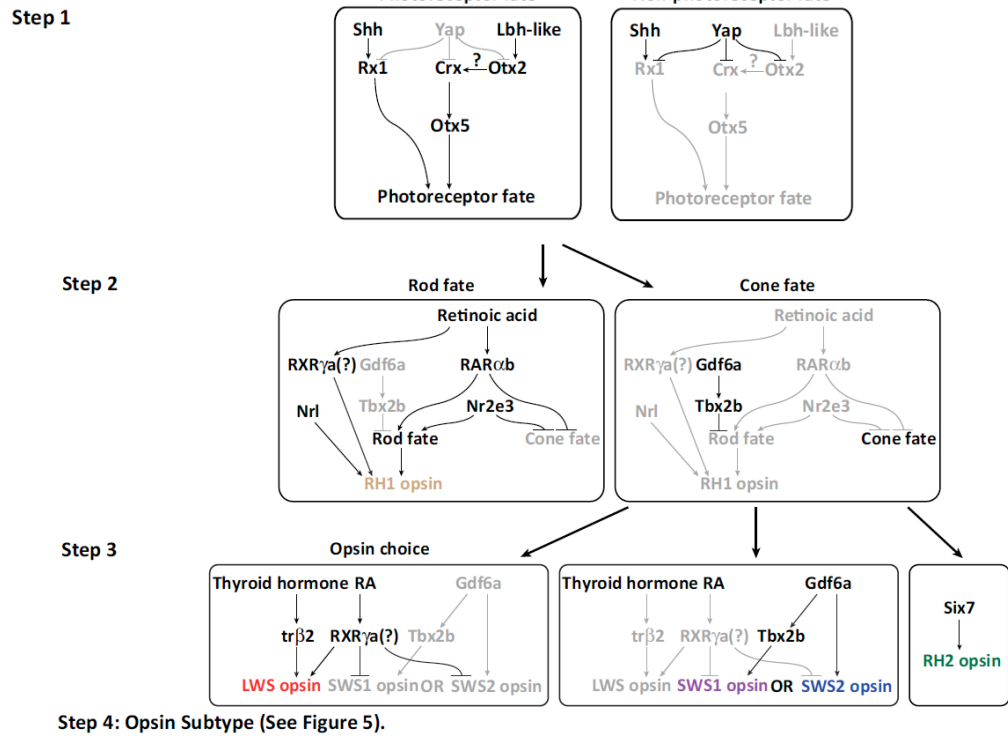 Step 1
Shh Yap Lbh-like
?
Rx1 Crx Otx2
Otx5
Photoreceptor fate
Shh Yap Lbh-like
?
Rx1 Crx Otx2
Otx5
Photoreceptor fate
Step 2
Rod fate
Retinoic acid
RXRγa(?) Gdf6a RARαb
Nrl Tbx2b Nr2e3
Rod fate Cone fate
RH1 opsin
Cone fate
Retinoic acid
RXRγa(?) Gdf6a RARαb
Nrl Tbx2b Nr2e3
Rod fate Cone fate
RH1 opsin
Step 3
Opsin choice
Thyroid hormone RA Gdf6a
trβ2 RXRγa(?) Tbx2b
LWS opsin SWS1 opsin OR SWS2 opsin
Thyroid hormone RA Gdf6a
trβ2 RXRγa(?) Tbx2b
LWS opsin SWS1 opsin OR SWS2 opsin
Six7
RH2 opsin
Step 4: Opsin Subtype (See Figure 5).